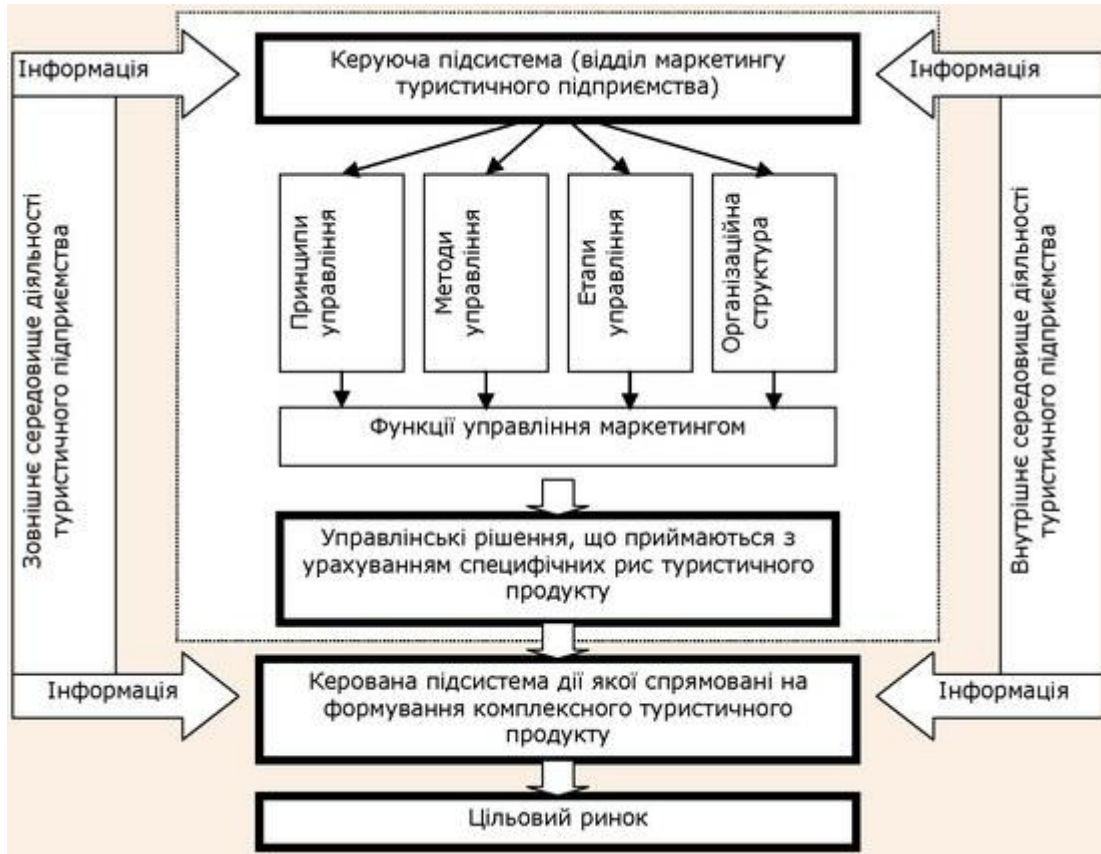 Інформація
Керуюча підсистема (відділ маркетингу
туристичного підприємства)
Інформація
Зовнішнє середовище діяльності
туристичного підприємства
Принципи
управління
Методи
управління
Етапи
управління
Організаційна
структура
Внутрішнє середовище діяльності
туристичного підприємства
Функції управління маркетингом
Управлінські рішення, що приймаються з
урахуванням специфічних рис туристичного
продукту
Інформація
Керована підсистема дії якої спрямовані на
формування комплексного туристичного
продукту
Інформація
Цільовий ринок